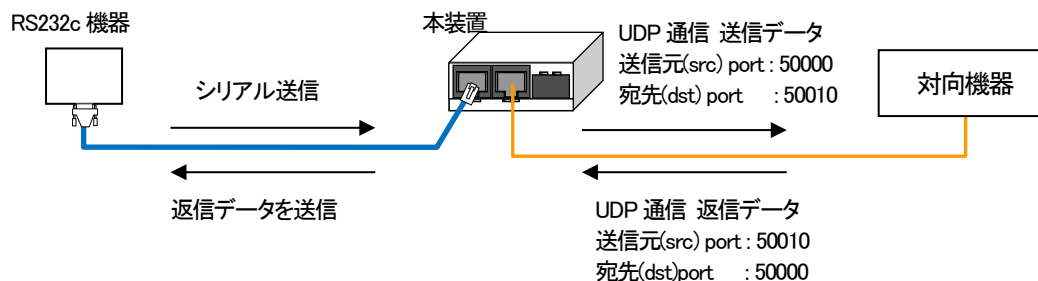 RS232c 機器
本装置
UDP 通信 送信データ
送信元(src) port : 50000
宛先(dst) port : 50010
対向機器
シリアル送信
返信データを送信
UDP 通信 返信データ
送信元(src) port : 50010
宛先(dst)port : 50000